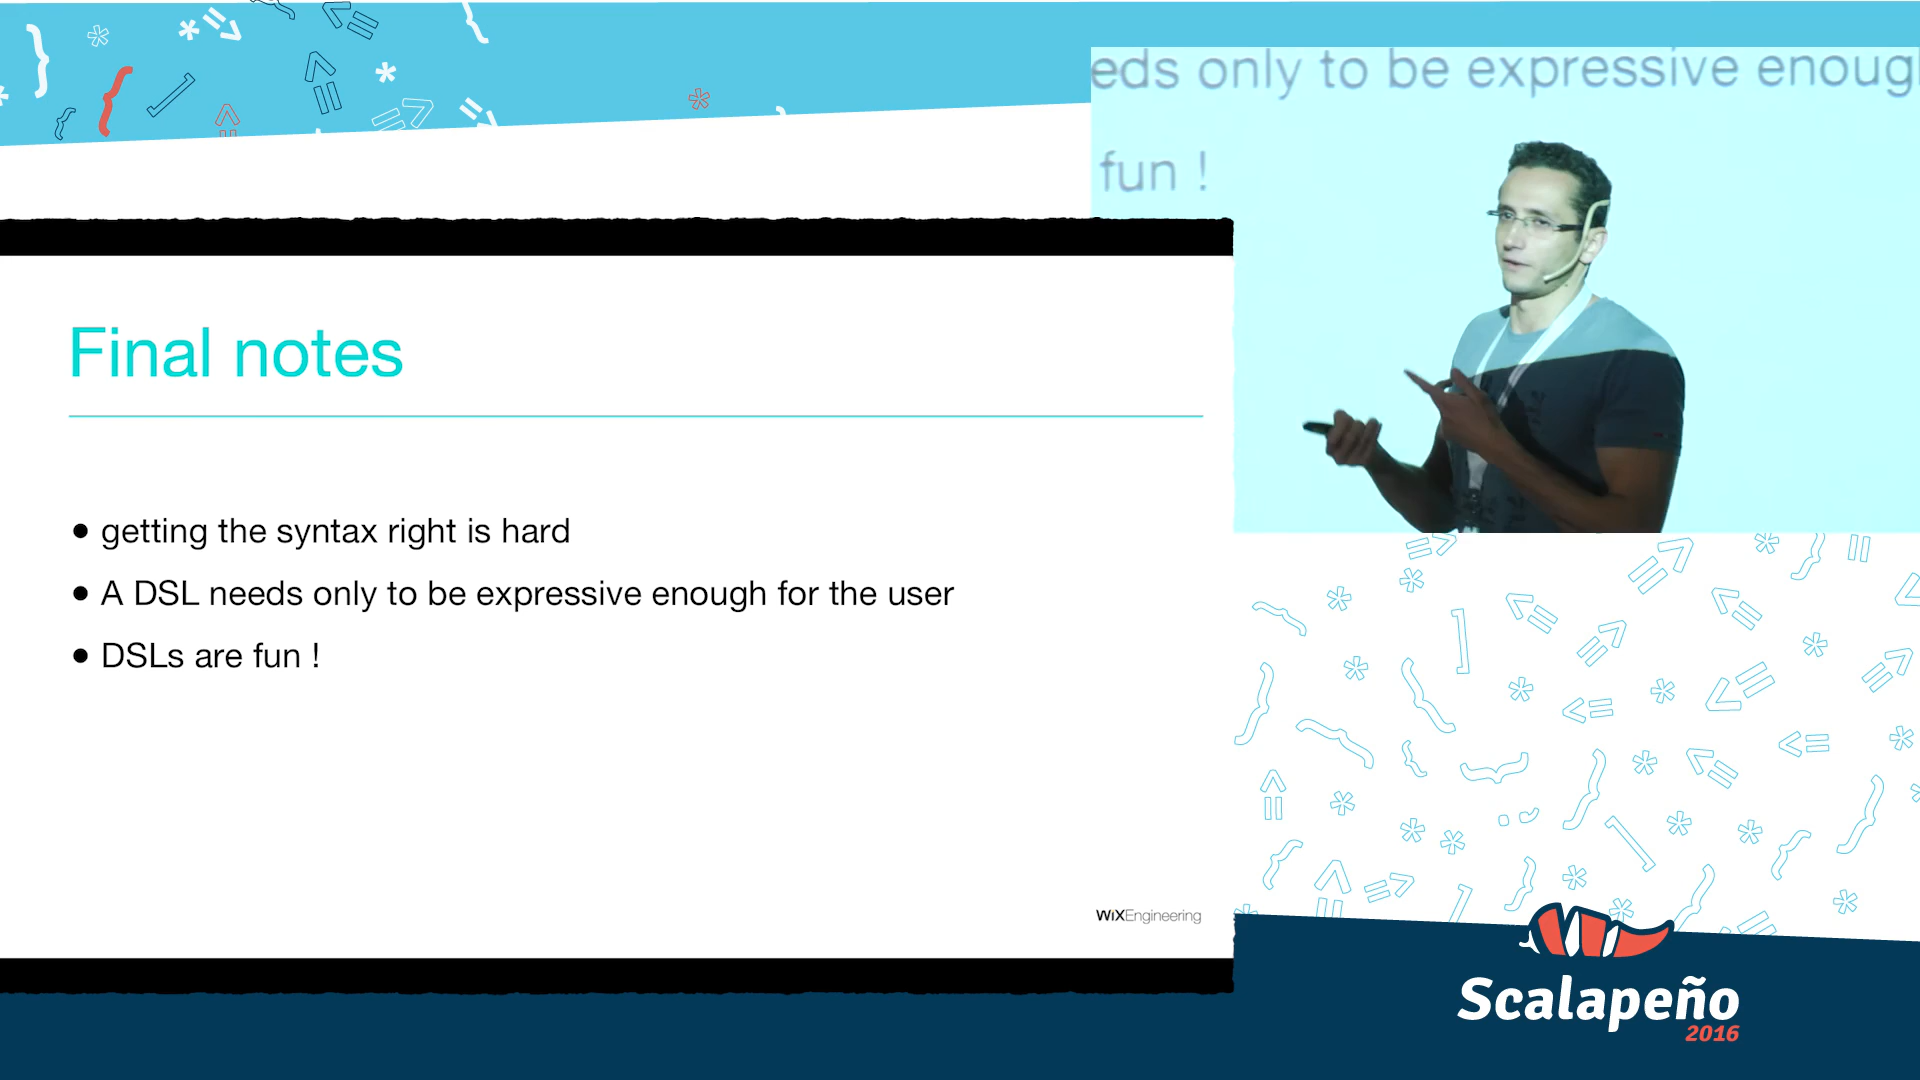 eds only to be expressive enoug
fun !
Final notes
● getting the syntax right is hard
● A DSL needs only to be expressive enough for the user
● DSLs are fun !
WiXEngineering
Scalapeño
2016